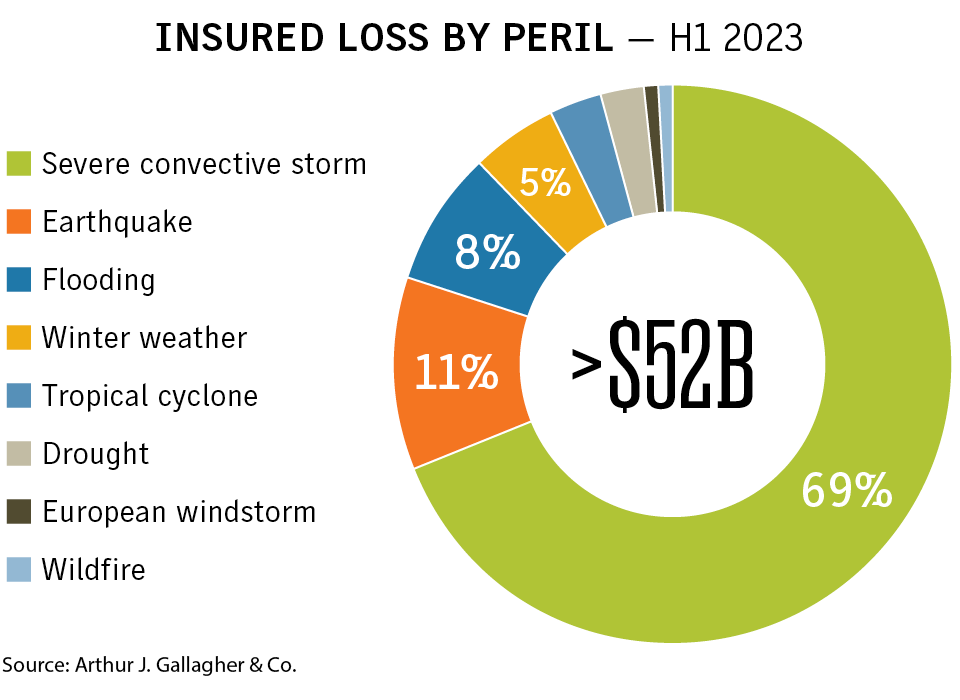 INSURED LOSS BY PERIL — H1 2023
Severe convective storm
Earthquake
Flooding
Winter weather
Tropical cyclone
Drought
European windstorm
Wildfire
5%
8%
11%
>$52B
69%
Source: Arthur J. Gallagher & Co.